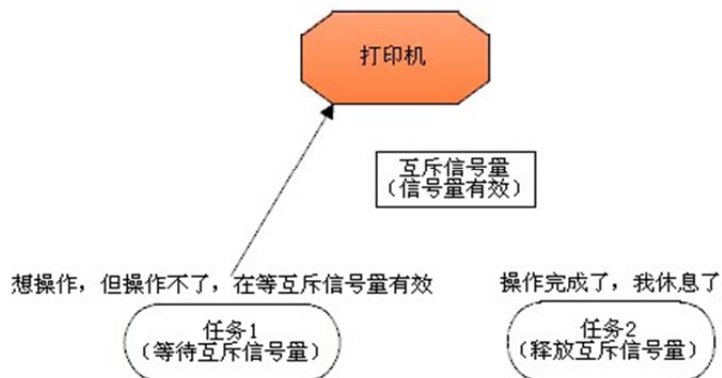 打印机
互斥信号量
（信号量有效）
想操作，但操作不了，在等互斥信号量有效
操作完成了，我休息了
任务1
（等待互斥信号量）
任务2
（释放互斥信号量）